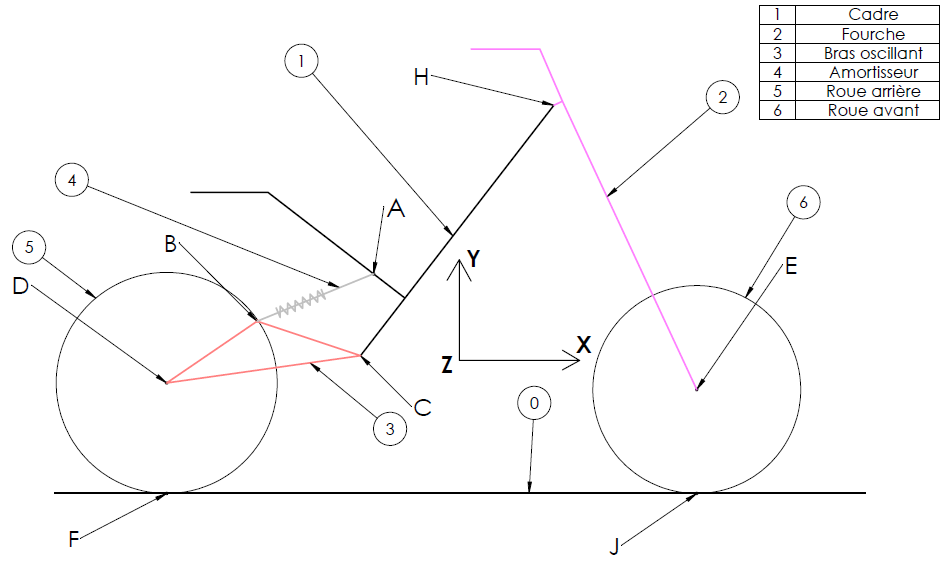 1 Cadre
2 Fourche
3 Bras oscillant
4 Amortisseur
5 Roue arrière
6 Roue avant
1
H
2
4
A
6
B
5
Y
E
D
X
Z
0
C
3
F
J